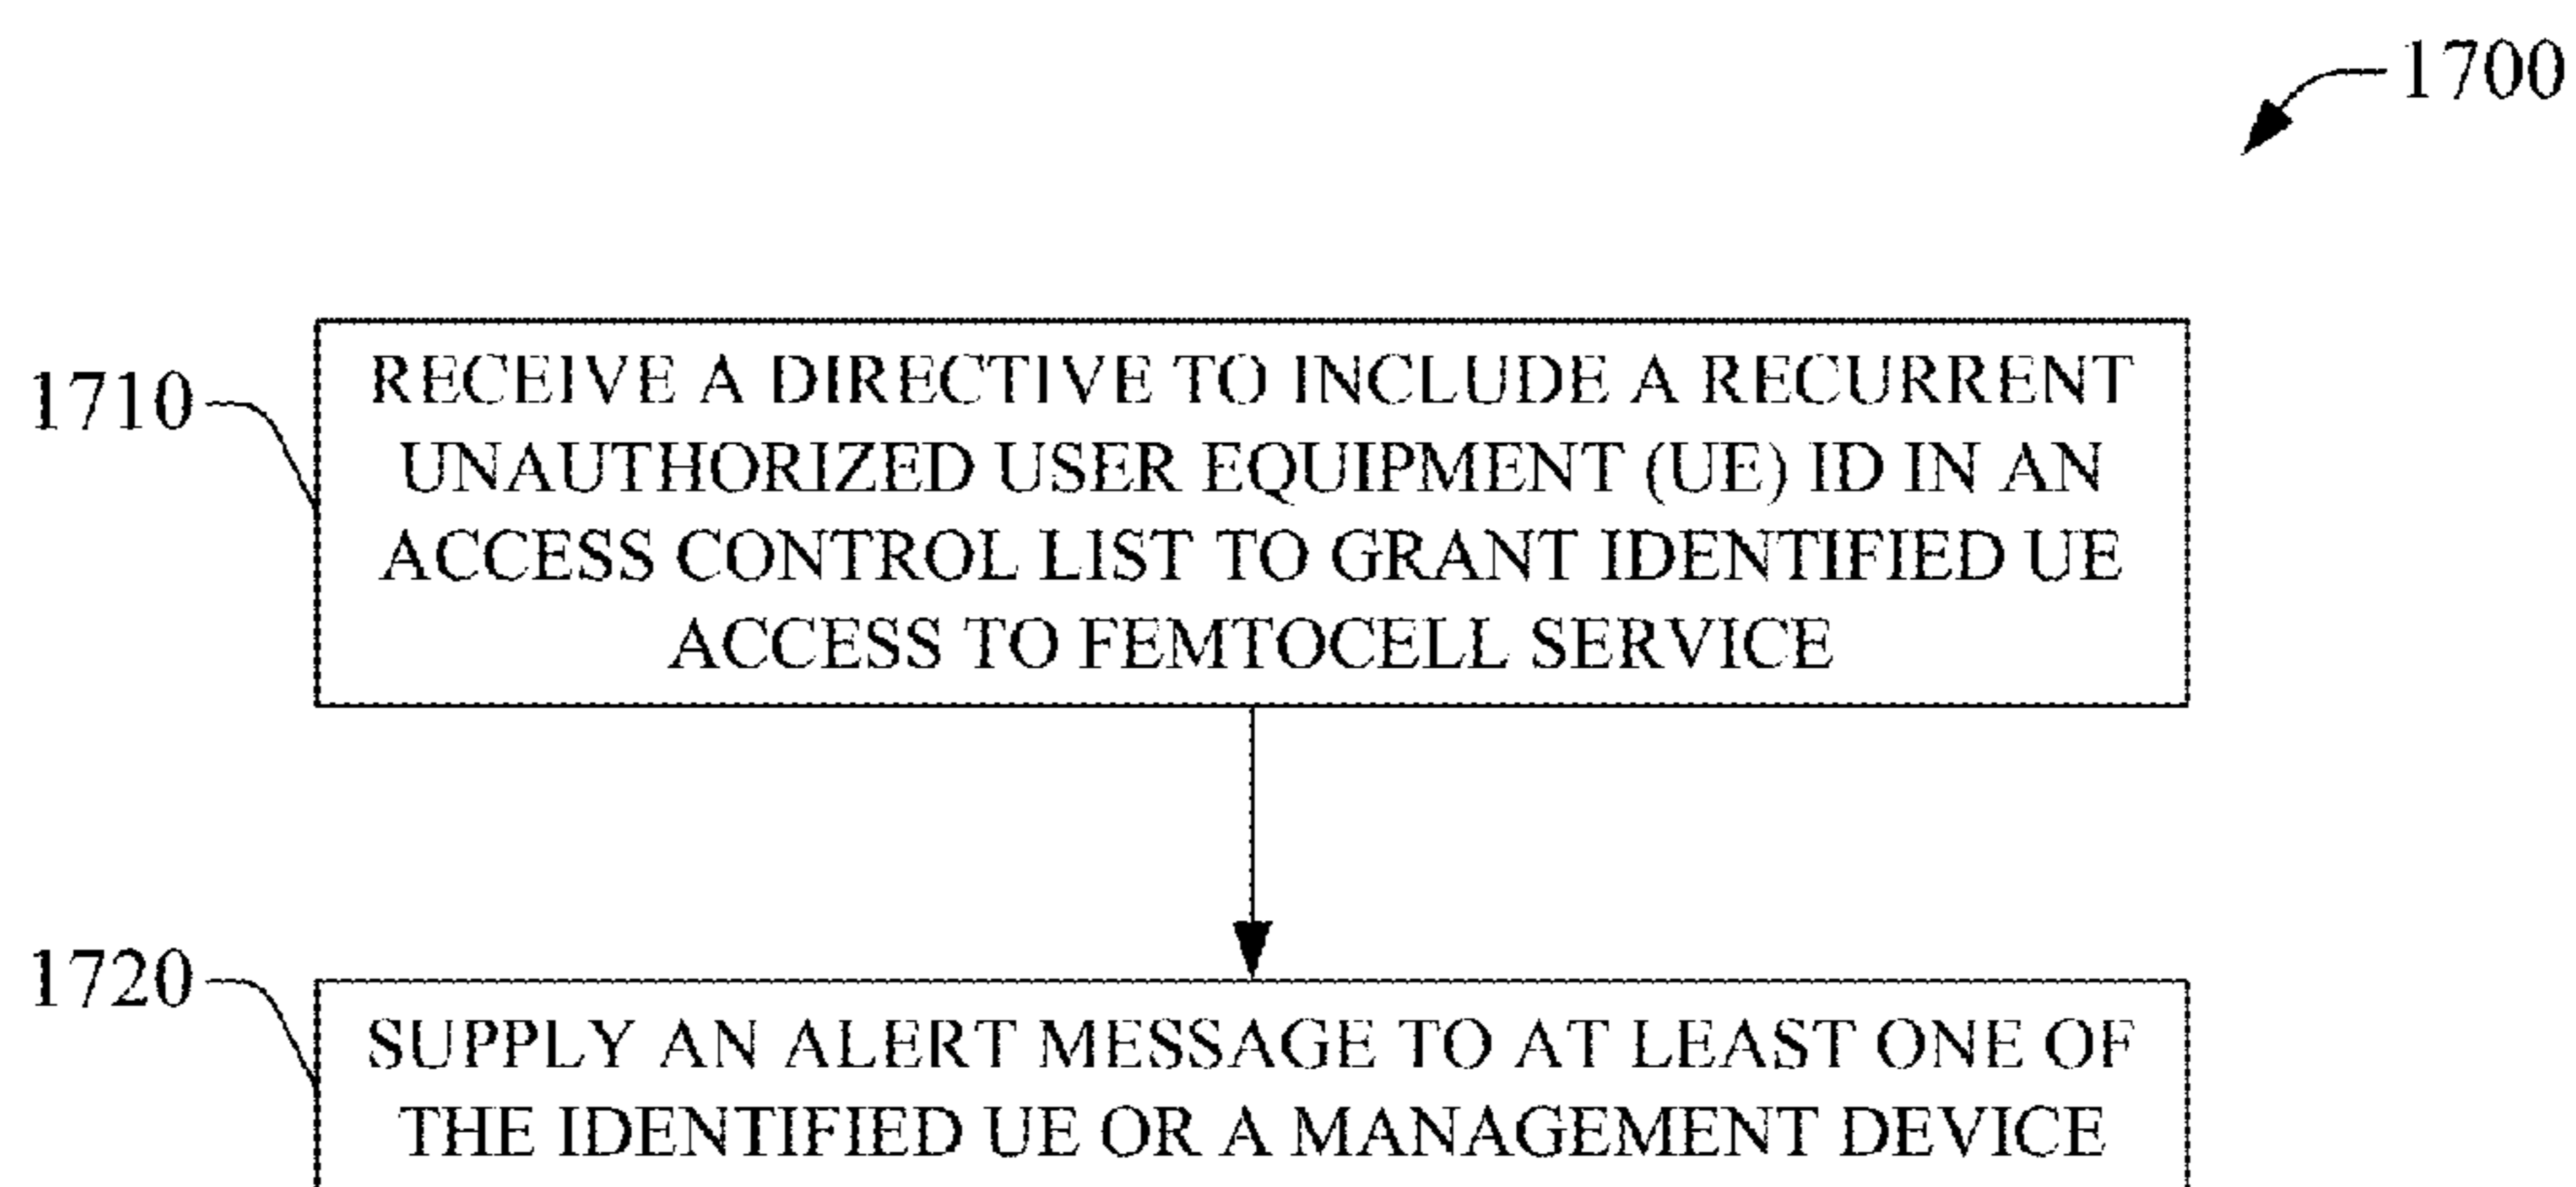 1700
1710
RECEIVE A DIRECTIVE TO INCLUDE A RECURRENT
UNAUTHORIZED USER EQUIPMENT (UE) ID IN AN
ACCESS CONTROL LIST TO GRANT IDENTIFIED UE
ACCESS TO FEMTOCELL SERVICE
1720
SUPPLY AN ALERT MESSAGE TO AT LEAST ONE OF
THE IDENTIFIED UE OR A MANAGEMENT DEVICE